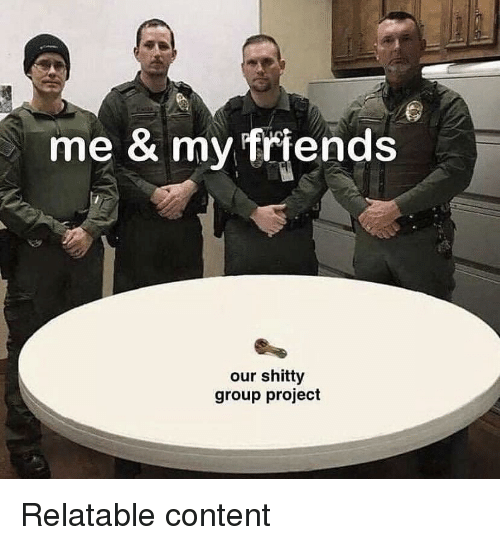 me & my friends
our shitty
group project
Relatable content